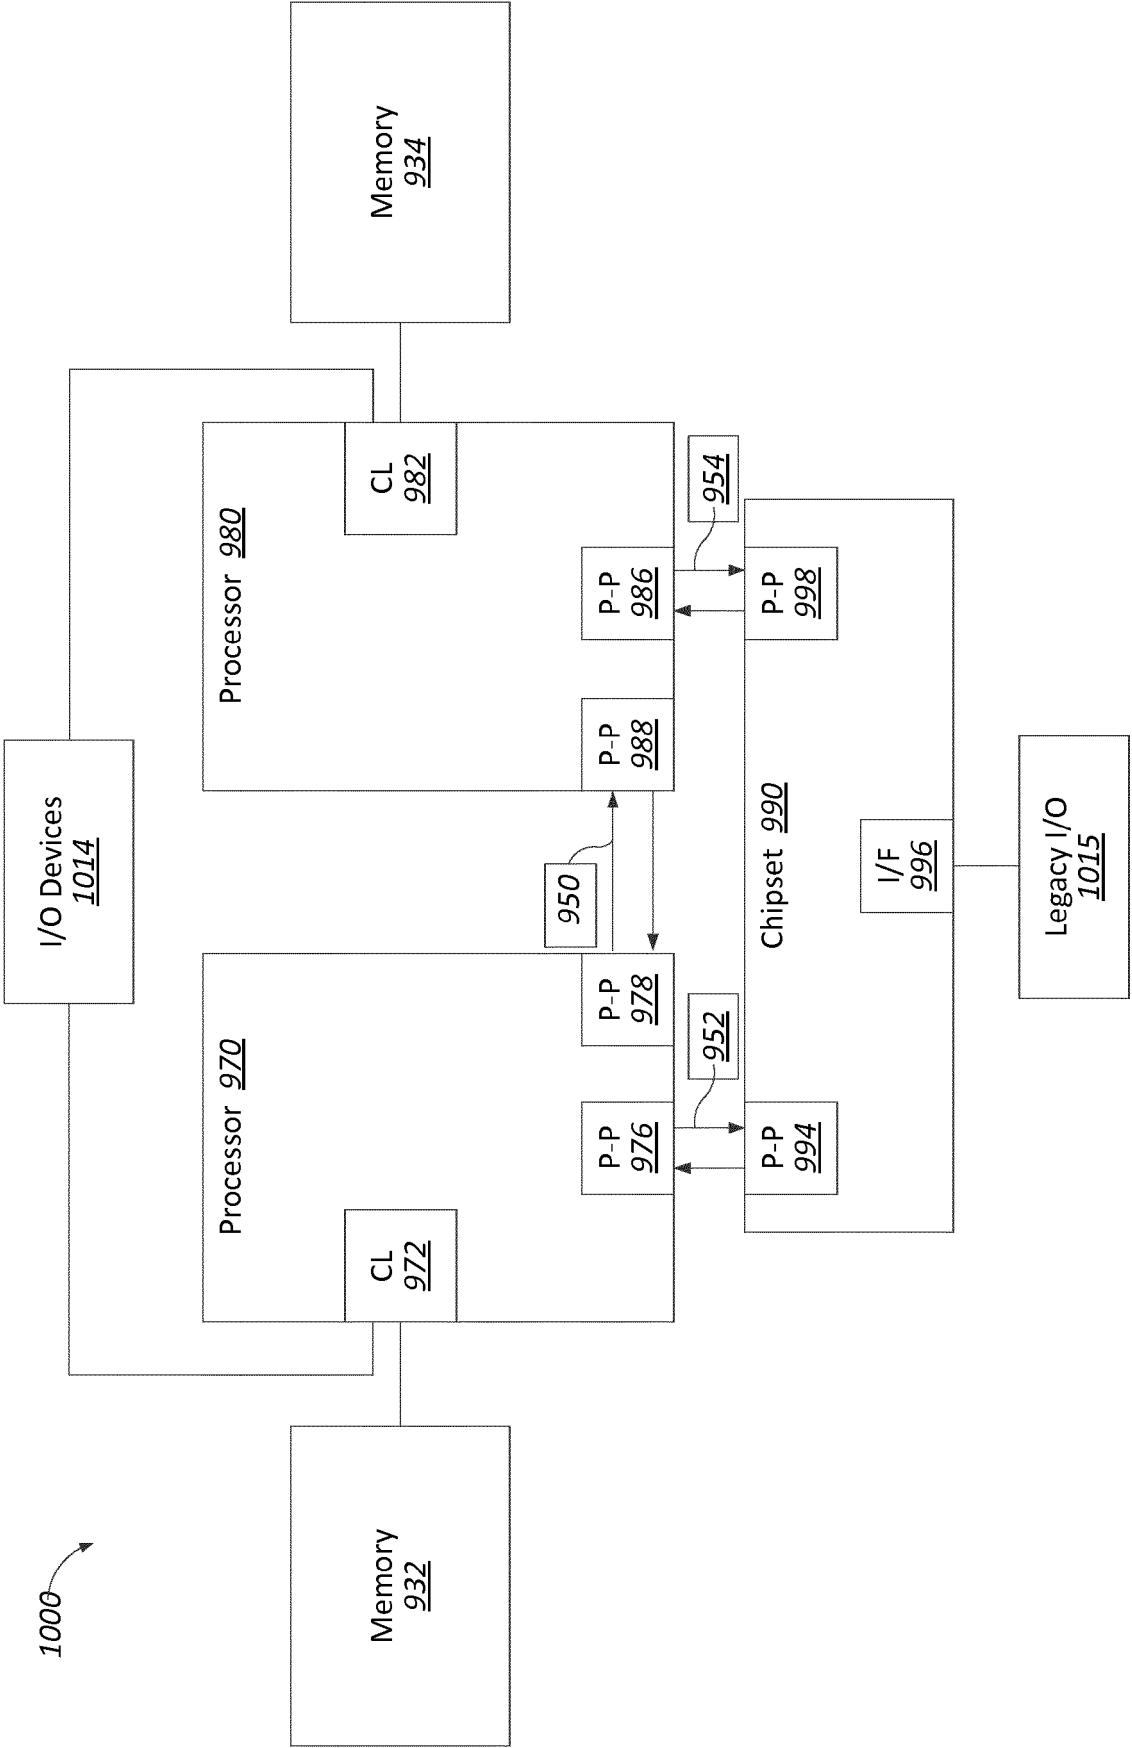 1000
I/O Devices
1014
Memory
932
Processor 970
CL
972
P-P
976
P-P
978
950
Processor 980
CL
982
P-P
988
P-P
986
Memory
934
952
954
Chipset 990
P-P
994
P-P
998
I/F
996
Legacy I/O
1015